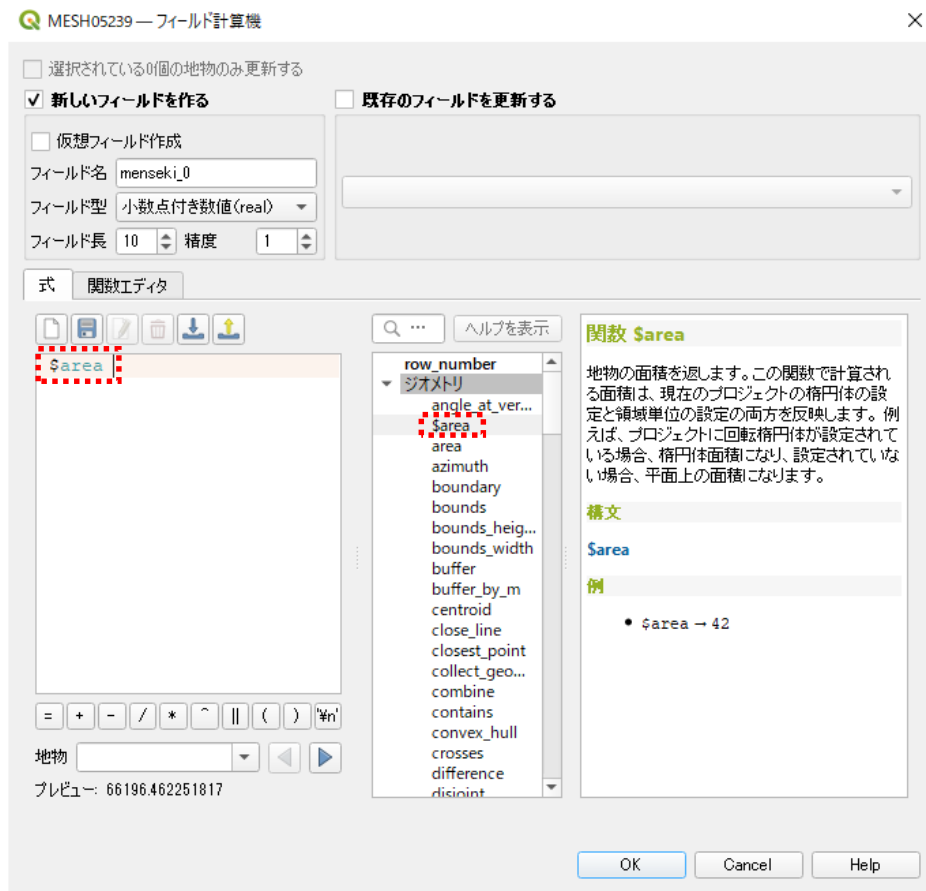 MESH05239 — フィールド計算機
選択されている0個の地物のみ更新する
新しいフィールドを作る
既存のフィールドを更新する
仮想フィールド作成
フィールド名 menseki_0
フィールド型 小数点付き数値(real)
フィールド長 10 精度 1
式 関数エディタ
ヘルプを表示
$area
row_number
ジオメトリ
angle_at_ver...
$area
area
azimuth
boundary
bounds
bounds_heig...
bounds_width
buffer
buffer_by_m
centroid
close_line
closest_point
collect_geo...
combine
contains
convex_hull
crosses
difference
disjoint
関数 $area
地物の面積を返します。この関数で計算され
る面積は、現在のプロジェクトの楕円体の設
定と領域単位の設定の両方を反映します。例
えば、プロジェクトに回転楕円体が設定されて
いる場合、楕円体面積になり、設定されていな
い場合、平面上の面積になります。
構文
$area
例
• $area → 42
= + - / * ^ || ( ) '¥n'
地物
プレビュー: 66196.462251817
OK Cancel Help